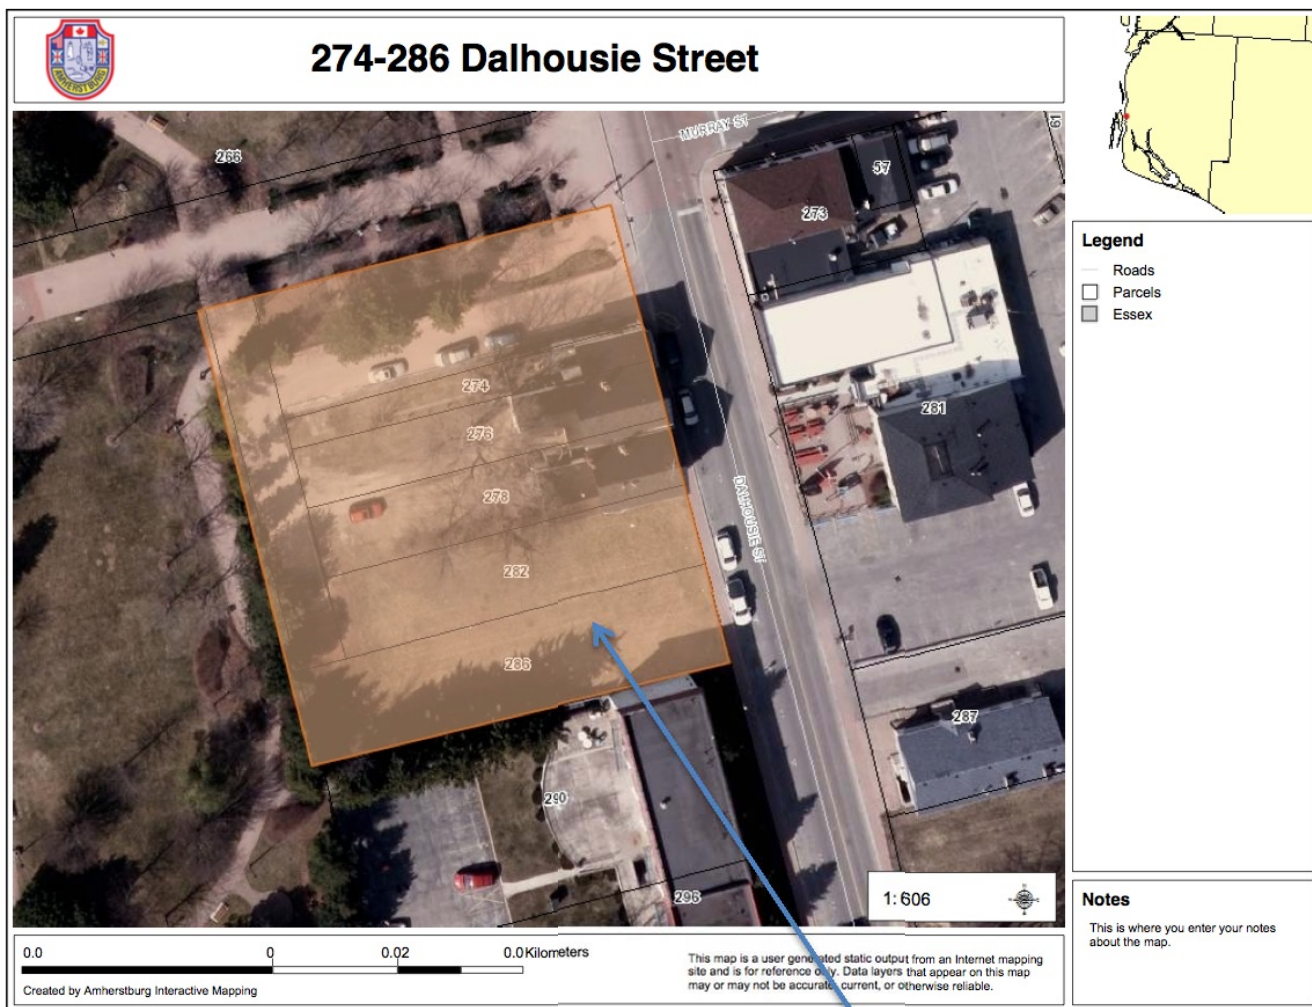 AMHERSTBURG
274-286 Dalhousie Street
MURRAY ST
61
266
57
273
274
276
281
278
DALHOUSIE ST
282
286
287
290
296
1: 606
Legend
Roads
Parcels
Essex
Notes
This is where you enter your notes
about the map.
0.0
0
0.02
0.0 Kilometers
Created by Amherstburg Interactive Mapping
This map is a user generated static output from an Internet mapping
site and is for reference only. Data layers that appear on this map
may or may not be accurate, current, or otherwise reliable.